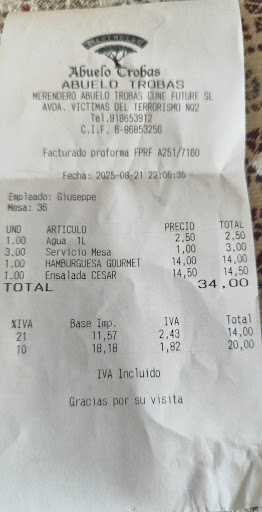 MERENDERO
Abuelo Trobas
ABUELO TROBAS
MERENDERO ABUELO TROBAS CUNE FUTURE SL
AVDA. VICTIMAS DEL TERRORISMO Nº2
Tel.918653912
C.I.F. B-86853256
Facturado proforma FPRF A251/7160
Fecha: 2025-08-21 22:05:35
Empleado: Giuseppe
Mesa: 36
UND ARTICULO PRECIO TOTAL
1.00 Agua 1L 2,50 2,50
3.00 Servicio Mesa 1,00 3,00
1.00 HAMBURGUESA GOURMET 14,00 14,00
1.00 Ensalada CESAR 14,50 14,50
TOTAL 34,00
%IVA Base Imp. IVA Total
21 11,57 2,43 14,00
10 18,18 1,82 20,00
IVA Incluido
Gracias por su visita